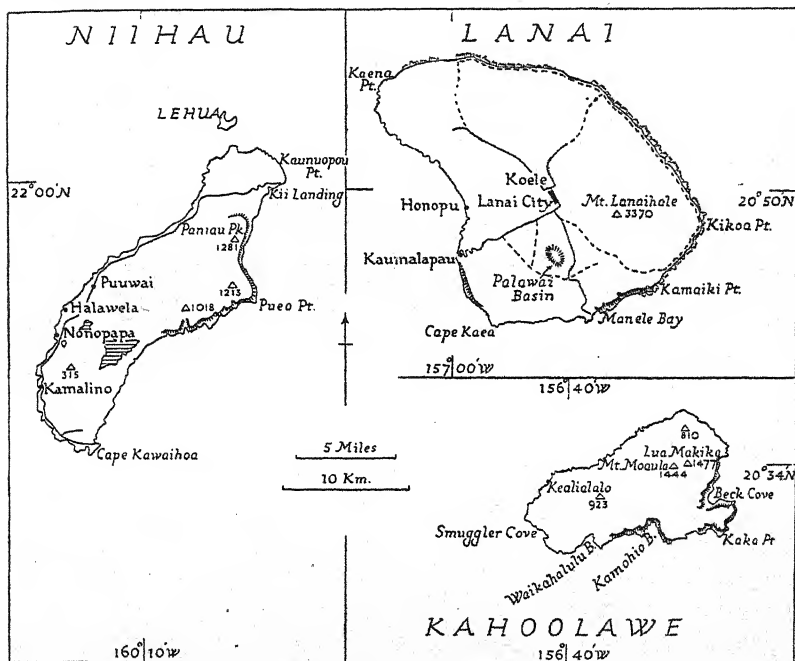 NIIHAU
LEHUA
Kaunuopou
Pt.
Kii Landing
22°00'N
Paniau Pk.
1281
1213
1018
Pueo Pt.
Puuwai
Halawela
Nonopapa
315
Kamalino
Cape Kawaihoa
160°10'W
5 Miles
10 Km.
LANAI
Kaena
Pt.
Koele
Lanai City
Honopu
Mt. Lanaihale
3370
20°50'N
Kikoa Pt.
Kaumalapau
Palawai
Basin
Kamaiki Pt.
Manele Bay
Cape Kaea
157°00'W
156°40'W
810
Lua Makika
1477
Mt. Moaula
1444
20°34'N
Kealialalo
923
Beck Cove
Smuggler Cove
Kaka Pt
Waikahalulu B.
Kamohio B.
KAHOOLAWE
156°40'W